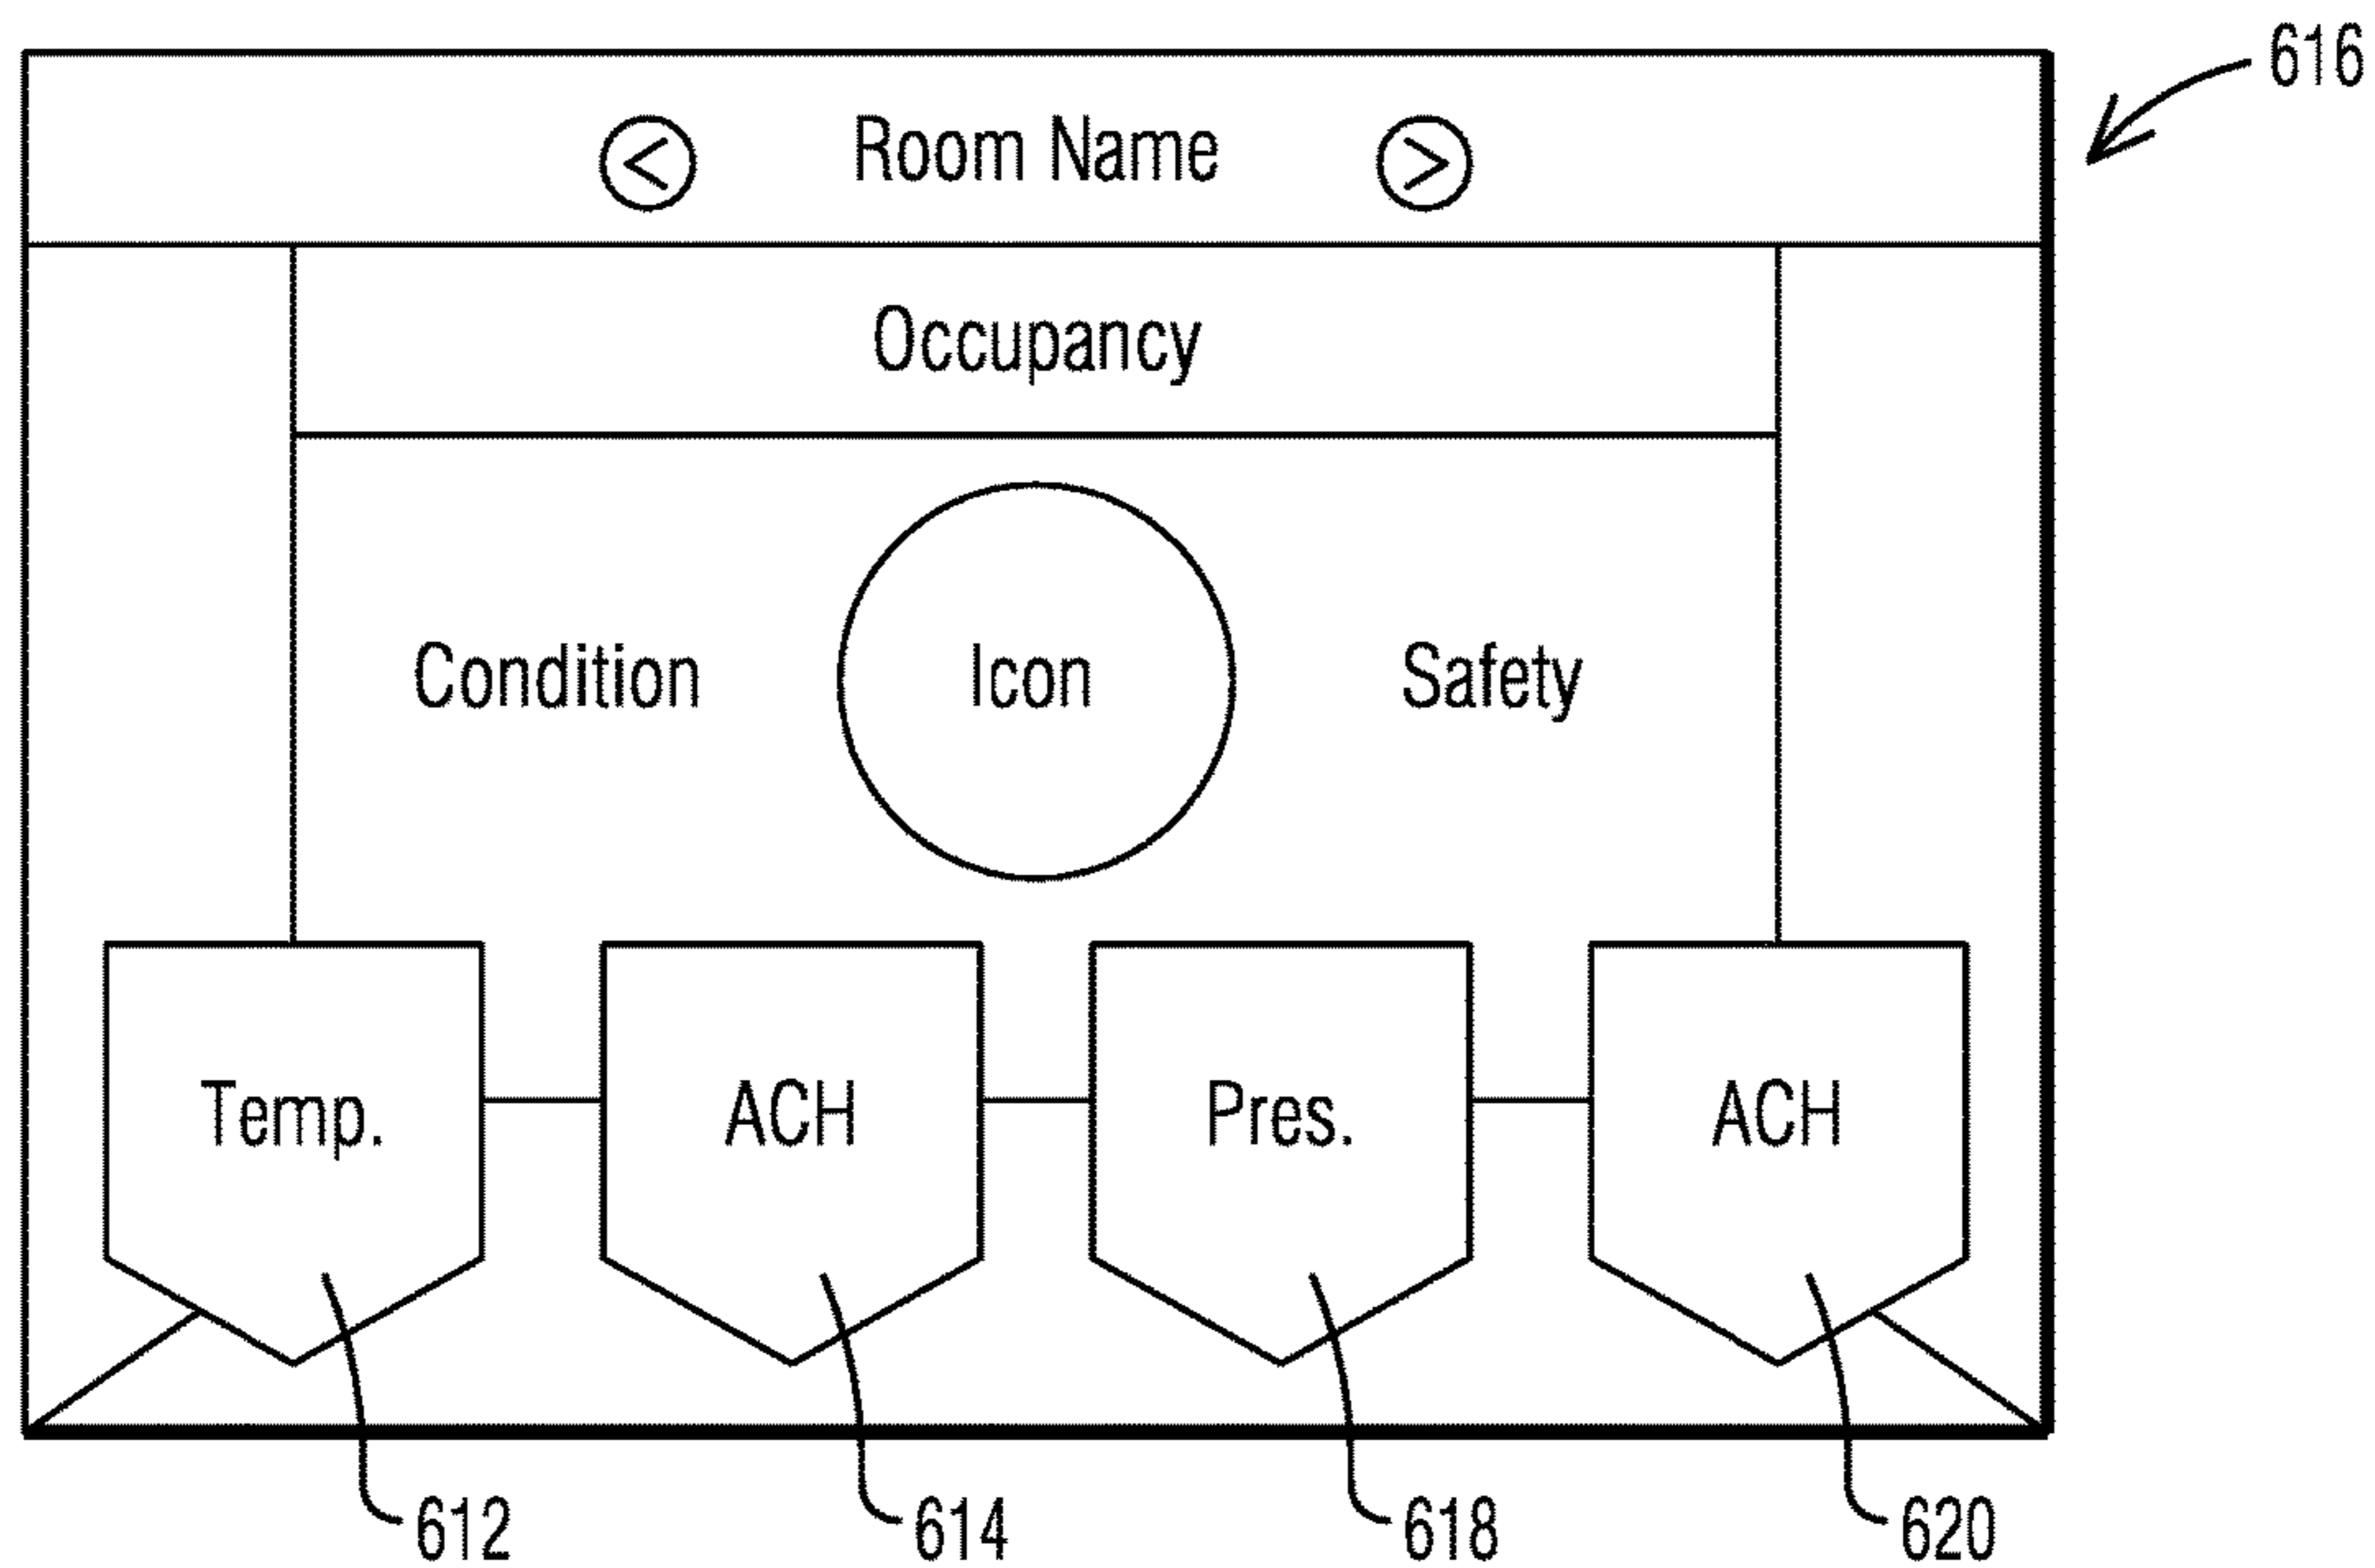 616
< Room Name >
Occupancy
Condition Icon Safety
Temp. ACH Pres. ACH
612 614 618 620